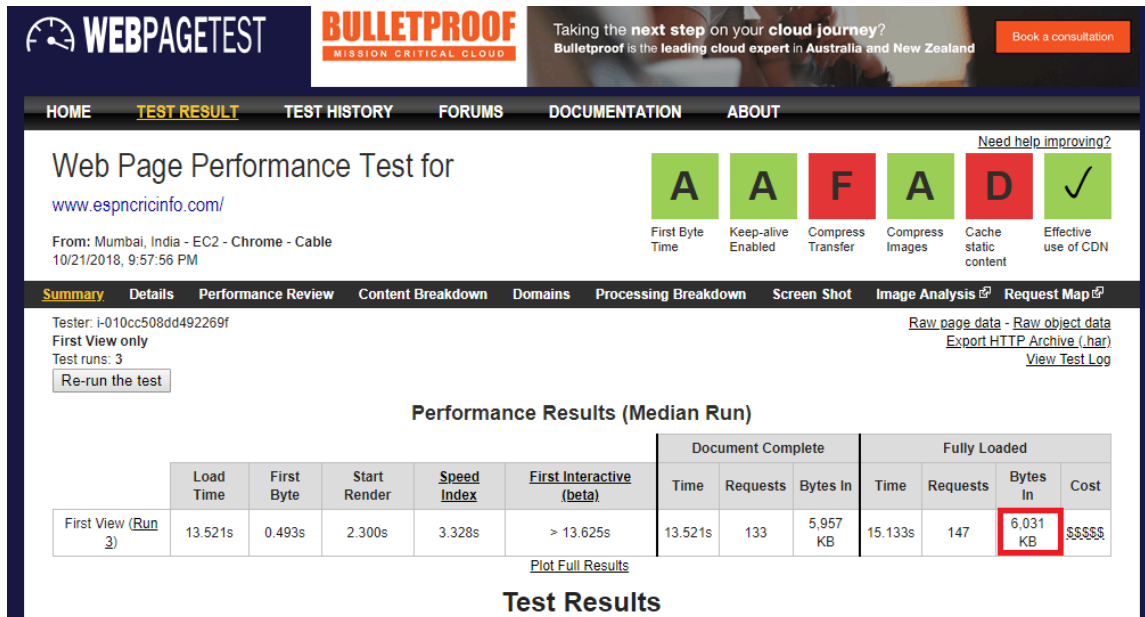 WEBPAGETEST
BULLETPROOF
MISSION CRITICAL CLOUD
Taking the next step on your cloud journey?
Bulletproof is the leading cloud expert in Australia and New Zealand
Book a consultation
HOME TEST RESULT TEST HISTORY FORUMS DOCUMENTATION ABOUT
Need help improving?
Web Page Performance Test for
www.espncricinfo.com/
From: Mumbai, India - EC2 - Chrome - Cable
10/21/2018, 9:57:56 PM
A A F A D ✓
First Byte Time
Keep-alive Enabled
Compress Transfer
Compress Images
Cache static content
Effective use of CDN
Summary Details Performance Review Content Breakdown Domains Processing Breakdown Screen Shot Image Analysis Request Map
Tester: i-010cc508dd492269f
First View only
Test runs: 3
Re-run the test
Raw page data - Raw object data
Export HTTP Archive (.har)
View Test Log
Performance Results (Median Run)
Document Complete Fully Loaded
Load Time First Byte Start Render Speed Index First Interactive (beta) Time Requests Bytes In Time Requests Bytes In Cost
First View (Run 3) 13.521s 0.493s 2.300s 3.328s > 13.625s 13.521s 133 5,957 KB 15.133s 147 6,031 KB $$$$$
Plot Full Results
Test Results